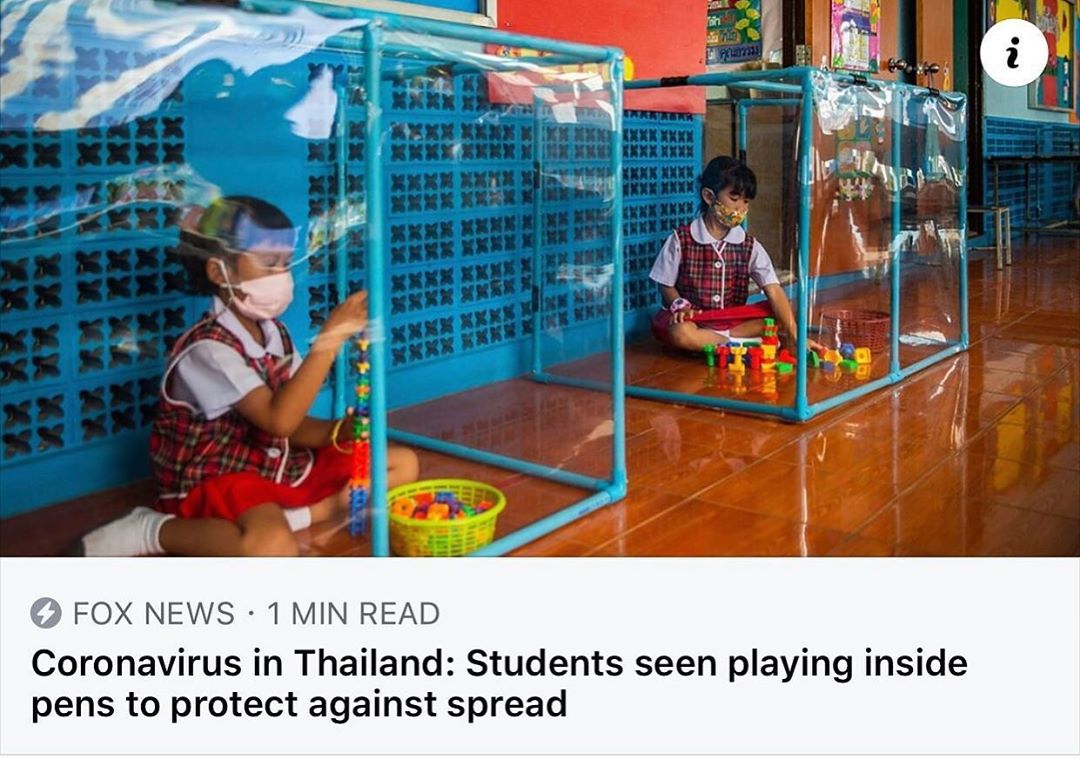 FOX NEWS · 1 MIN READ
Coronavirus in Thailand: Students seen playing inside
pens to protect against spread